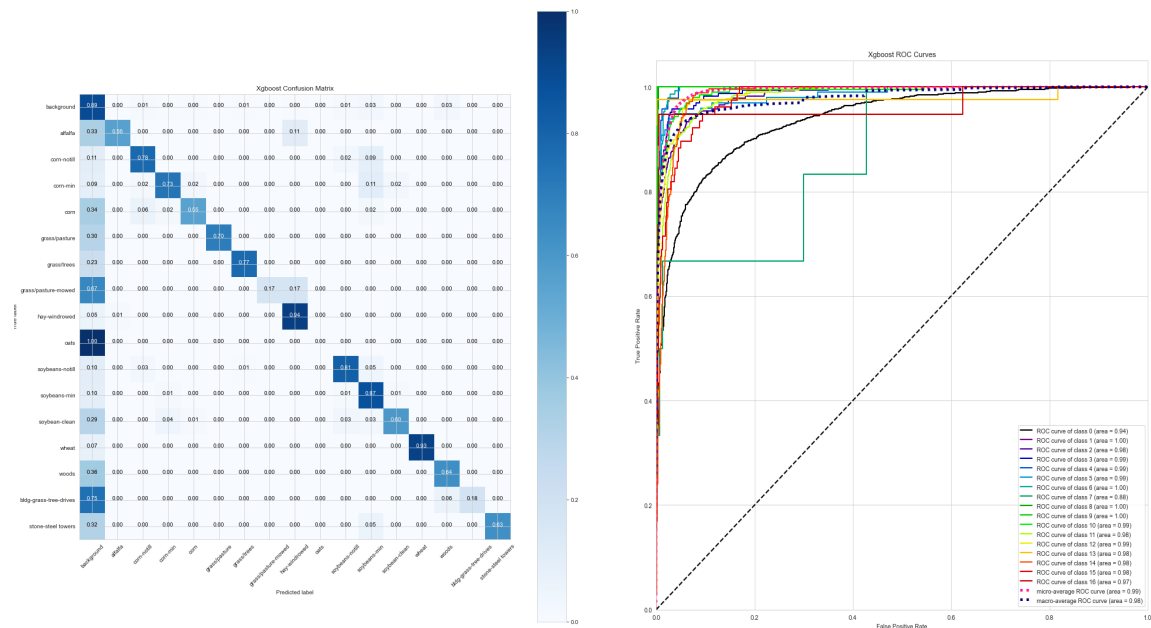 Xgboost Confusion Matrix
background 0.89 0.00 0.01 0.00 0.00 0.00 0.01 0.00 0.00 0.00 0.01 0.03 0.00 0.00 0.03 0.00 0.00
alfalfa 0.33 0.00 0.00 0.00 0.00 0.00 0.00 0.11 0.00 0.00 0.00 0.00 0.00 0.00 0.00 0.00
corn-notill 0.11 0.00 0.78 0.00 0.00 0.00 0.00 0.00 0.00 0.00 0.02 0.09 0.00 0.00 0.00 0.00 0.00
corn-min 0.09 0.00 0.02 0.73 0.02 0.00 0.00 0.00 0.00 0.00 0.00 0.11 0.02 0.00 0.00 0.00 0.00
corn 0.34 0.00 0.06 0.02 0.00 0.00 0.00 0.00 0.00 0.00 0.02 0.00 0.00 0.00 0.00 0.00
grass/pasture 0.30 0.00 0.00 0.00 0.00 0.70 0.00 0.00 0.00 0.00 0.00 0.00 0.00 0.00 0.00 0.00 0.00
grass/trees 0.23 0.00 0.00 0.00 0.00 0.00 0.77 0.00 0.00 0.00 0.00 0.00 0.00 0.00 0.00 0.00 0.00
grass/pasture-mowed 0.67 0.00 0.00 0.00 0.00 0.00 0.00 0.17 0.17 0.00 0.00 0.00 0.00 0.00 0.00 0.00 0.00
hay-windrowed 0.05 0.01 0.00 0.00 0.00 0.00 0.00 0.00 0.94 0.00 0.00 0.00 0.00 0.00 0.00 0.00 0.00
oats 1.00 0.00 0.00 0.00 0.00 0.00 0.00 0.00 0.00 0.00 0.00 0.00 0.00 0.00 0.00 0.00 0.00
soybeans-notill 0.10 0.00 0.03 0.00 0.00 0.00 0.01 0.00 0.00 0.00 0.81 0.05 0.00 0.00 0.00 0.00 0.00
soybeans-min 0.10 0.00 0.00 0.01 0.00 0.00 0.00 0.00 0.00 0.00 0.01 0.87 0.01 0.00 0.00 0.00 0.00
soybean-clean 0.29 0.00 0.00 0.04 0.01 0.00 0.00 0.00 0.00 0.00 0.03 0.03 0.60 0.00 0.00 0.00 0.00
wheat 0.07 0.00 0.00 0.00 0.00 0.00 0.00 0.00 0.00 0.00 0.00 0.00 0.00 0.93 0.00 0.00 0.00
woods 0.36 0.00 0.00 0.00 0.00 0.00 0.00 0.00 0.00 0.00 0.00 0.00 0.00 0.00 0.64 0.00 0.00
bldg-grass-tree-drives 0.75 0.00 0.00 0.00 0.00 0.00 0.00 0.00 0.00 0.00 0.00 0.00 0.00 0.00 0.06 0.18 0.00
stone-steel towers 0.32 0.00 0.00 0.00 0.00 0.00 0.00 0.00 0.00 0.00 0.00 0.05 0.00 0.00 0.00 0.00 0.63
background alfalfa corn-notill corn-min corn grass/pasture grass/trees grass/pasture-mowed hay-windrowed oats soybeans-notill soybeans-min soybean-clean wheat woods bldg-grass-tree-drives stone-steel towers
Predicted label
1.0
0.8
0.6
0.4
0.2
0.0
Xgboost ROC Curves
True Positive Rate
1.0
0.8
0.6
0.4
0.2
0.0
ROC curve of class 0 (area = 0.94)
ROC curve of class 1 (area = 1.00)
ROC curve of class 2 (area = 0.98)
ROC curve of class 3 (area = 0.99)
ROC curve of class 4 (area = 0.99)
ROC curve of class 5 (area = 0.99)
ROC curve of class 6 (area = 1.00)
ROC curve of class 7 (area = 0.88)
ROC curve of class 8 (area = 1.00)
ROC curve of class 9 (area = 1.00)
ROC curve of class 10 (area = 0.99)
ROC curve of class 11 (area = 0.98)
ROC curve of class 12 (area = 0.99)
ROC curve of class 13 (area = 0.98)
ROC curve of class 14 (area = 0.98)
ROC curve of class 15 (area = 0.98)
ROC curve of class 16 (area = 0.97)
micro-average ROC curve (area = 0.99)
macro-average ROC curve (area = 0.98)
0.0 0.2 0.4 0.6 0.8 1.0
False Positive Rate